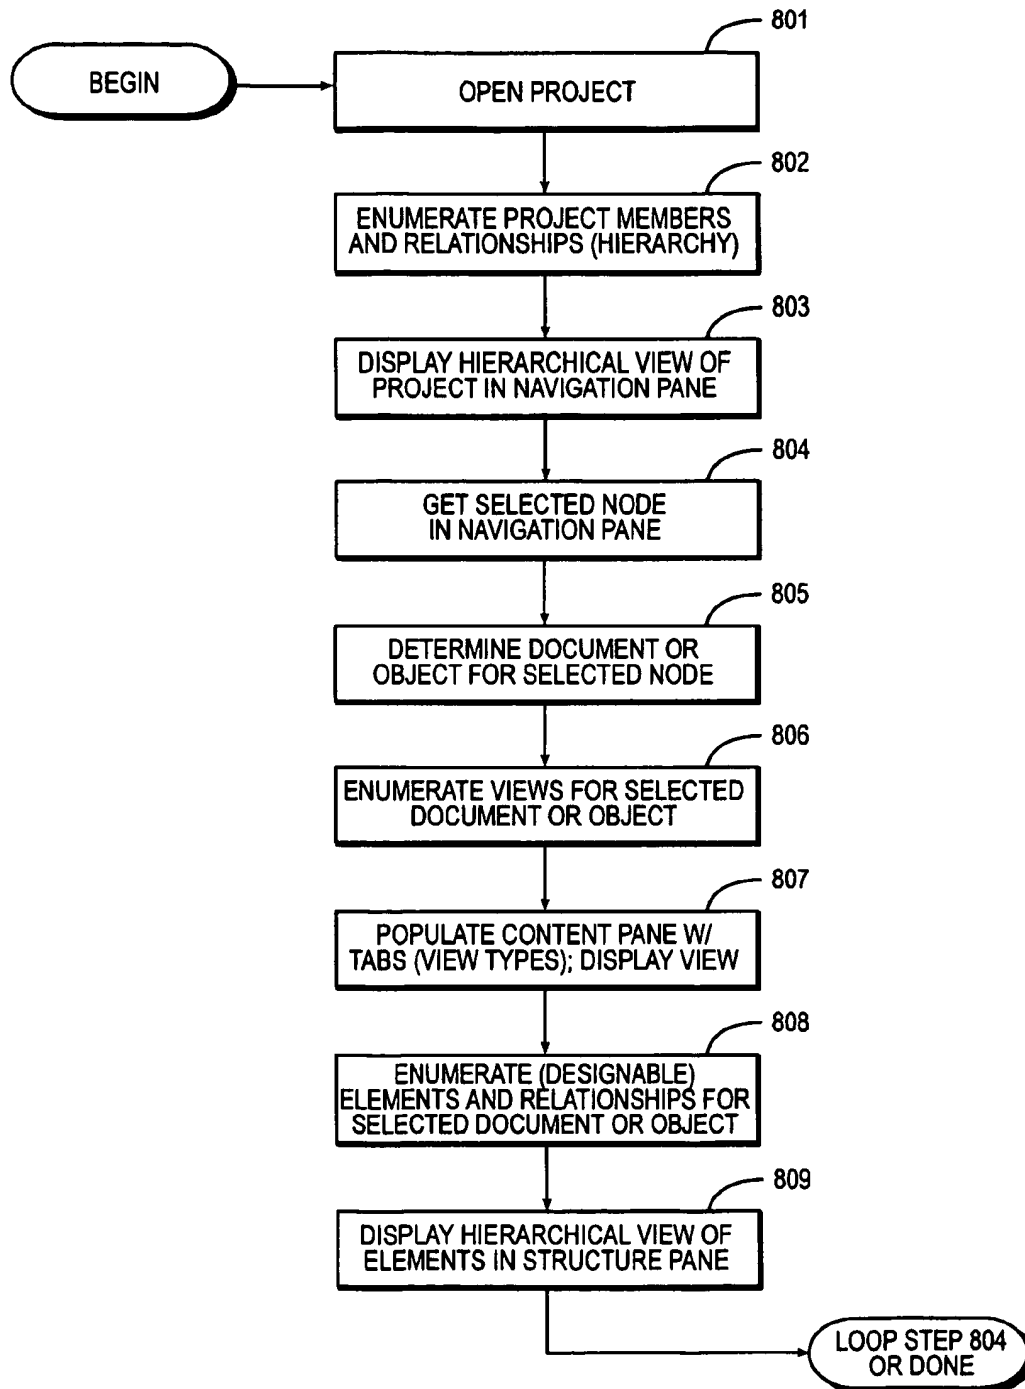 801
BEGIN
OPEN PROJECT
802
ENUMERATE PROJECT MEMBERS
AND RELATIONSHIPS (HIERARCHY)
803
DISPLAY HIERARCHICAL VIEW OF
PROJECT IN NAVIGATION PANE
804
GET SELECTED NODE
IN NAVIGATION PANE
805
DETERMINE DOCUMENT OR
OBJECT FOR SELECTED NODE
806
ENUMERATE VIEWS FOR SELECTED
DOCUMENT OR OBJECT
807
POPULATE CONTENT PANE W/
TABS (VIEW TYPES); DISPLAY VIEW
808
ENUMERATE (DESIGNABLE)
ELEMENTS AND RELATIONSHIPS FOR
SELECTED DOCUMENT OR OBJECT
809
DISPLAY HIERARCHICAL VIEW OF
ELEMENTS IN STRUCTURE PANE
LOOP STEP 804
OR DONE